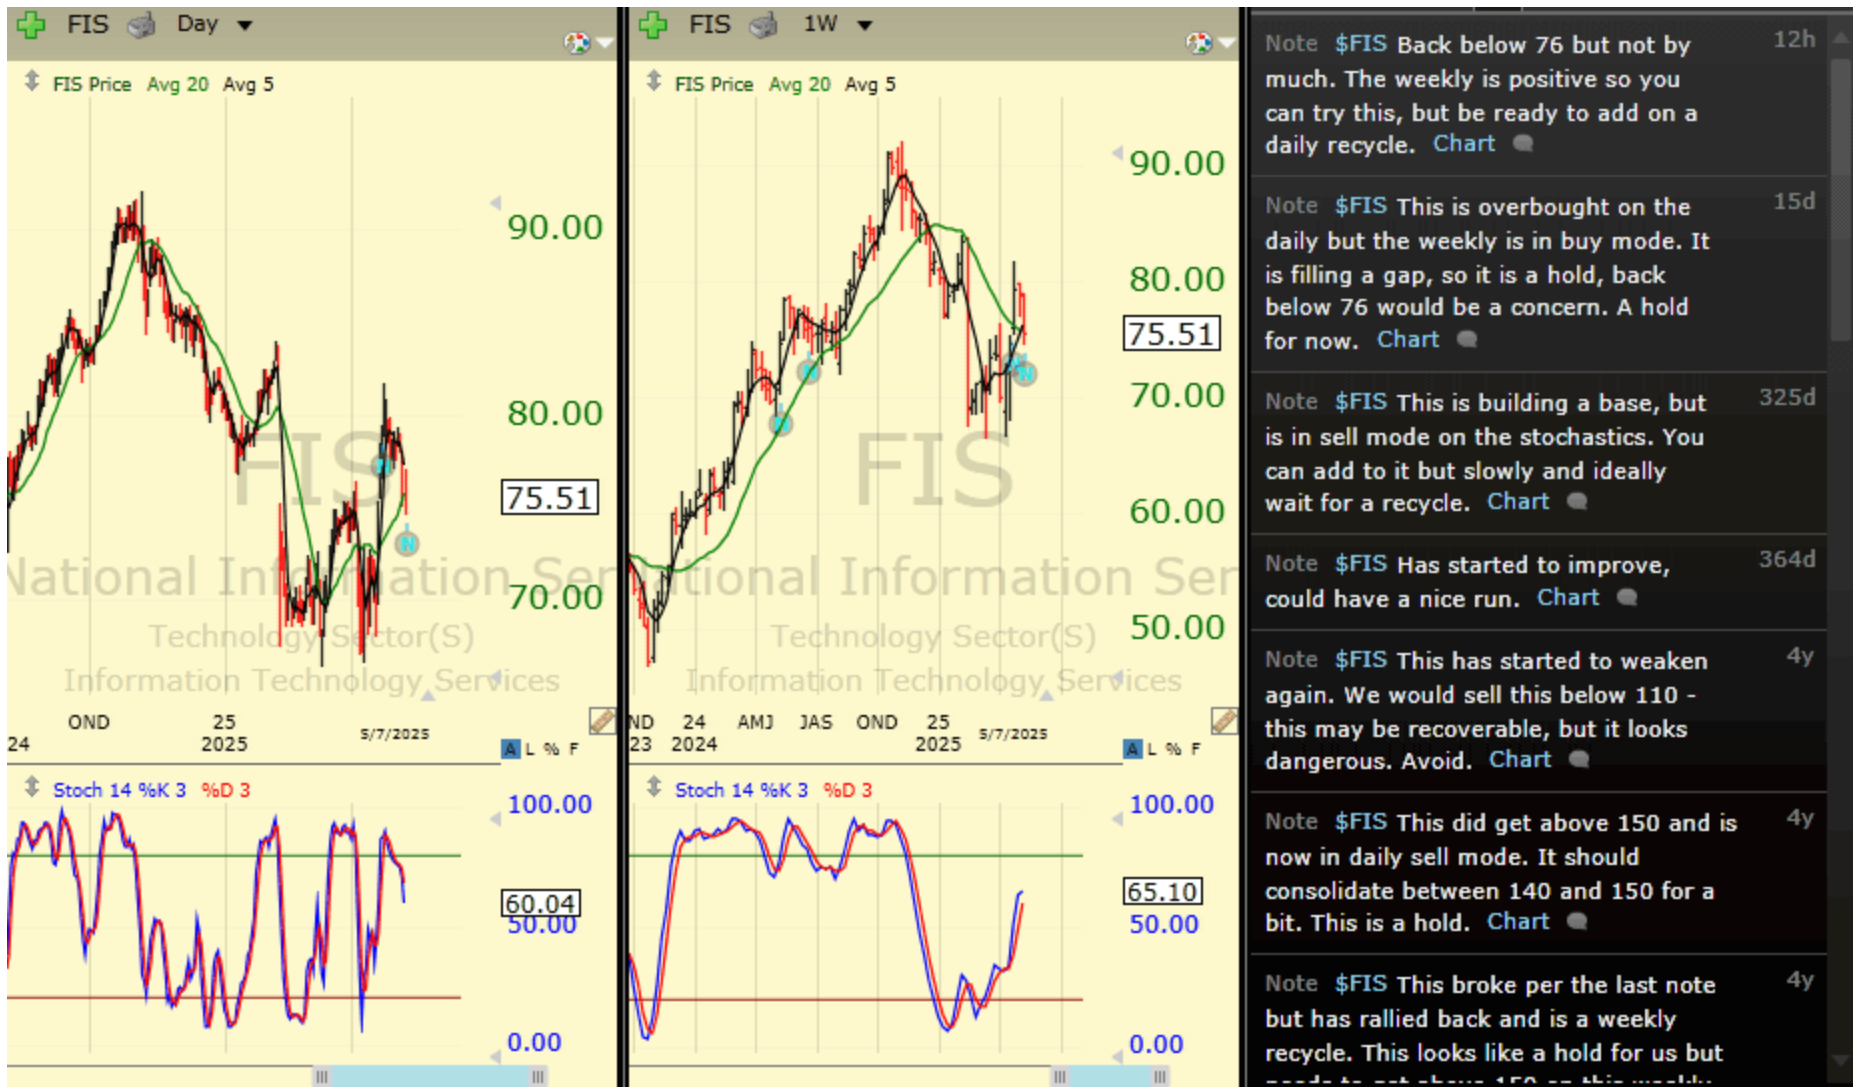 FIS Day
FIS Price Avg 20 Avg 5
90.00
80.00
75.51
70.00
FIS
National Information Ser
Technology Sector(S)
Information Technology Services
OND 25
24 2025 5/7/2025
A L % F
Stoch 14 %K 3 %D 3
100.00
60.04
50.00
0.00
FIS 1W
FIS Price Avg 20 Avg 5
90.00
80.00
75.51
70.00
60.00
50.00
FIS
National Information Ser
Technology Sector(S)
Information Technology Services
ND 24 AMJ JAS OND 25
23 2024 2025 5/7/2025
A L % F
Stoch 14 %K 3 %D 3
100.00
65.10
50.00
0.00
Note $FIS Back below 76 but not by 12h
much. The weekly is positive so you
can try this, but be ready to add on a
daily recycle. Chart
Note $FIS This is overbought on the 15d
daily but the weekly is in buy mode. It
is filling a gap, so it is a hold, back
below 76 would be a concern. A hold
for now. Chart
Note $FIS This is building a base, but 325d
is in sell mode on the stochastics. You
can add to it but slowly and ideally
wait for a recycle. Chart
Note $FIS Has started to improve, 364d
could have a nice run. Chart
Note $FIS This has started to weaken 4y
again. We would sell this below 110 -
this may be recoverable, but it looks
dangerous. Avoid. Chart
Note $FIS This did get above 150 and is 4y
now in daily sell mode. It should
consolidate between 140 and 150 for a
bit. This is a hold. Chart
Note $FIS This broke per the last note 4y
but has rallied back and is a weekly
recycle. This looks like a hold for us but